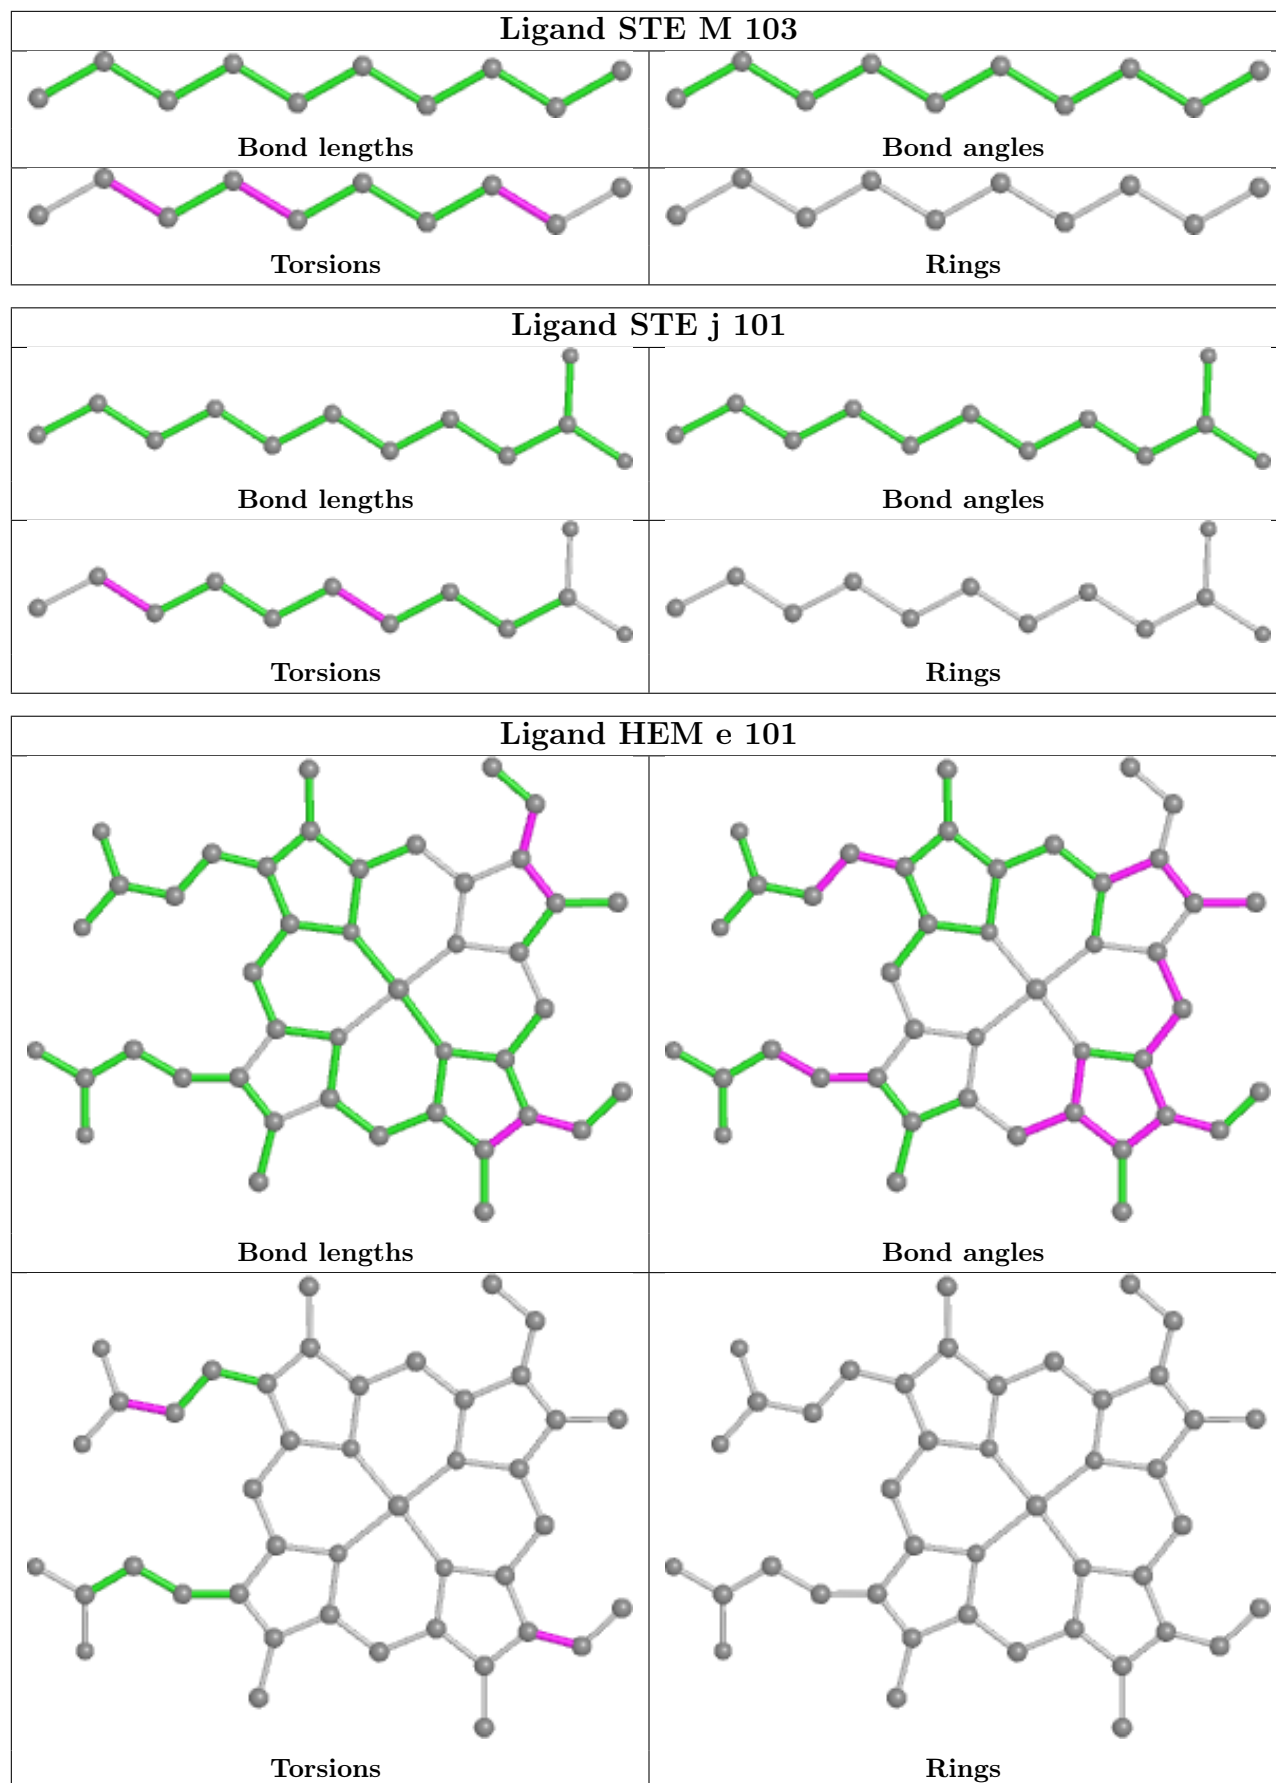 Ligand STE M 103
Bond lengths
Bond angles
Torsions
Rings
Ligand STE j 101
Bond lengths
Bond angles
Torsions
Rings
Ligand HEM e 101
Bond lengths
Bond angles
Torsions
Rings